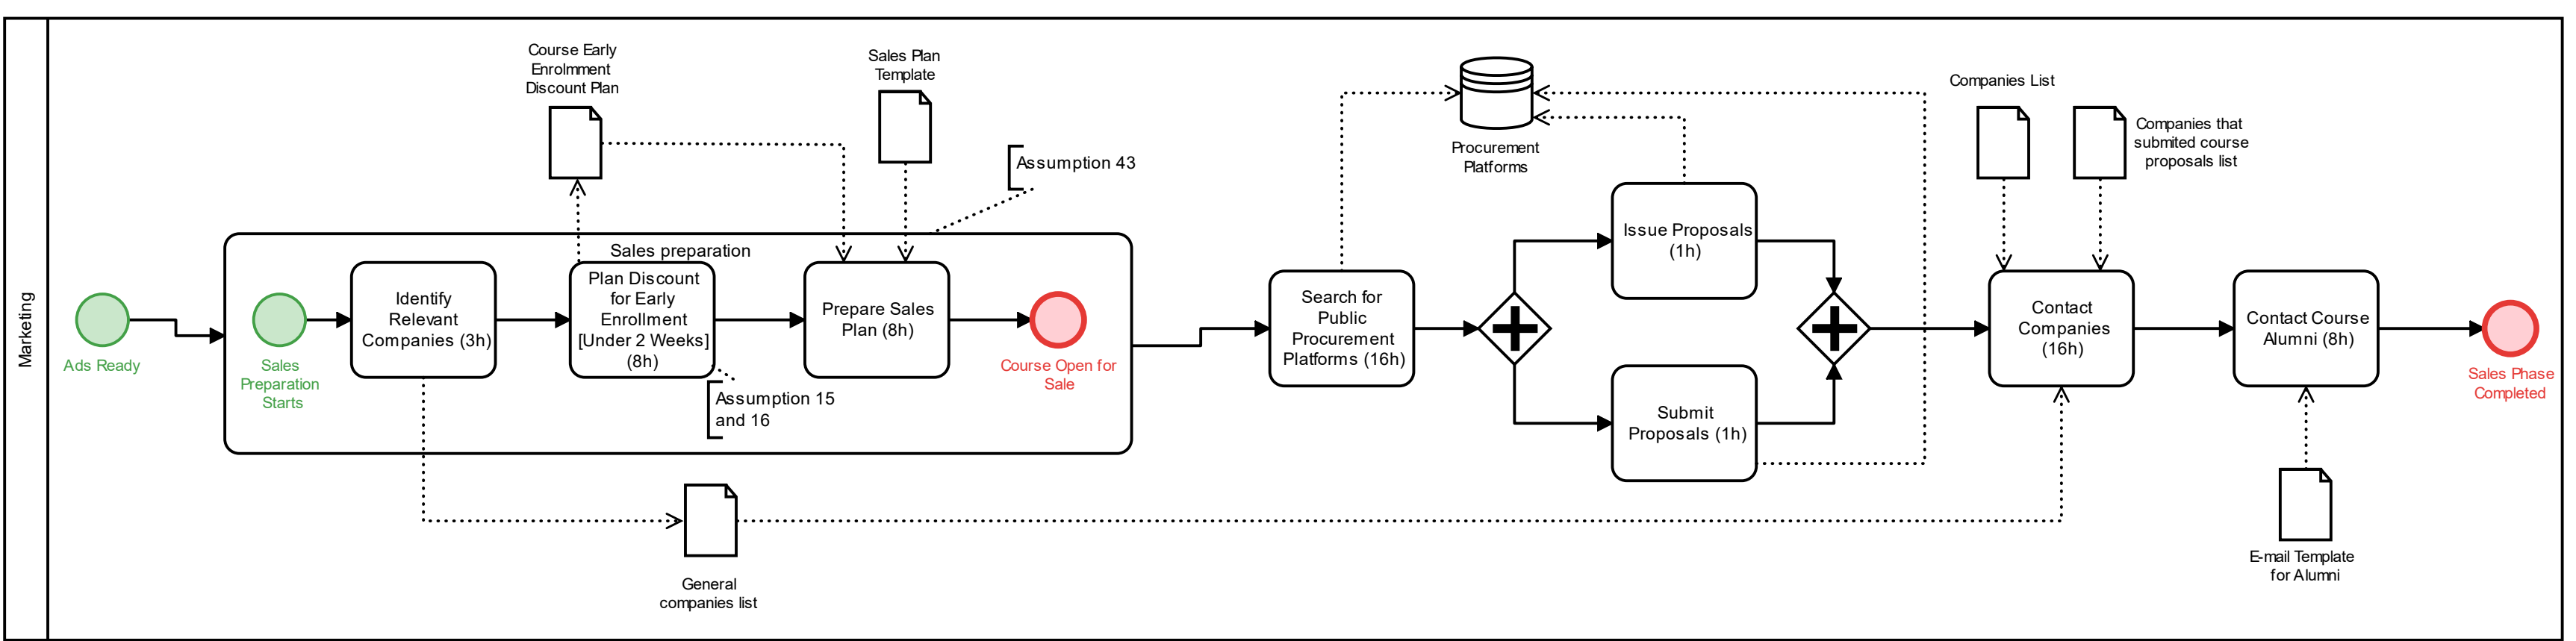 Marketing
Ads Ready
Course Early
Enrolmment
Discount Plan
Sales Plan
Template
Assumption 43
Sales preparation
Sales
Preparation
Starts
Identify
Relevant
Companies (3h)
Plan Discount
for Early
Enrollment
[Under 2 Weeks]
(8h)
Assumption 15
and 16
Prepare Sales
Plan (8h)
Course Open for
Sale
General
companies list
Search for
Public
Procurement
Platforms (16h)
Procurement
Platforms
Issue Proposals
(1h)
Submit
Proposals (1h)
Companies List
Companies that
submited course
proposals list
Contact
Companies
(16h)
Contact Course
Alumni (8h)
E-mail Template
for Alumni
Sales Phase
Completed